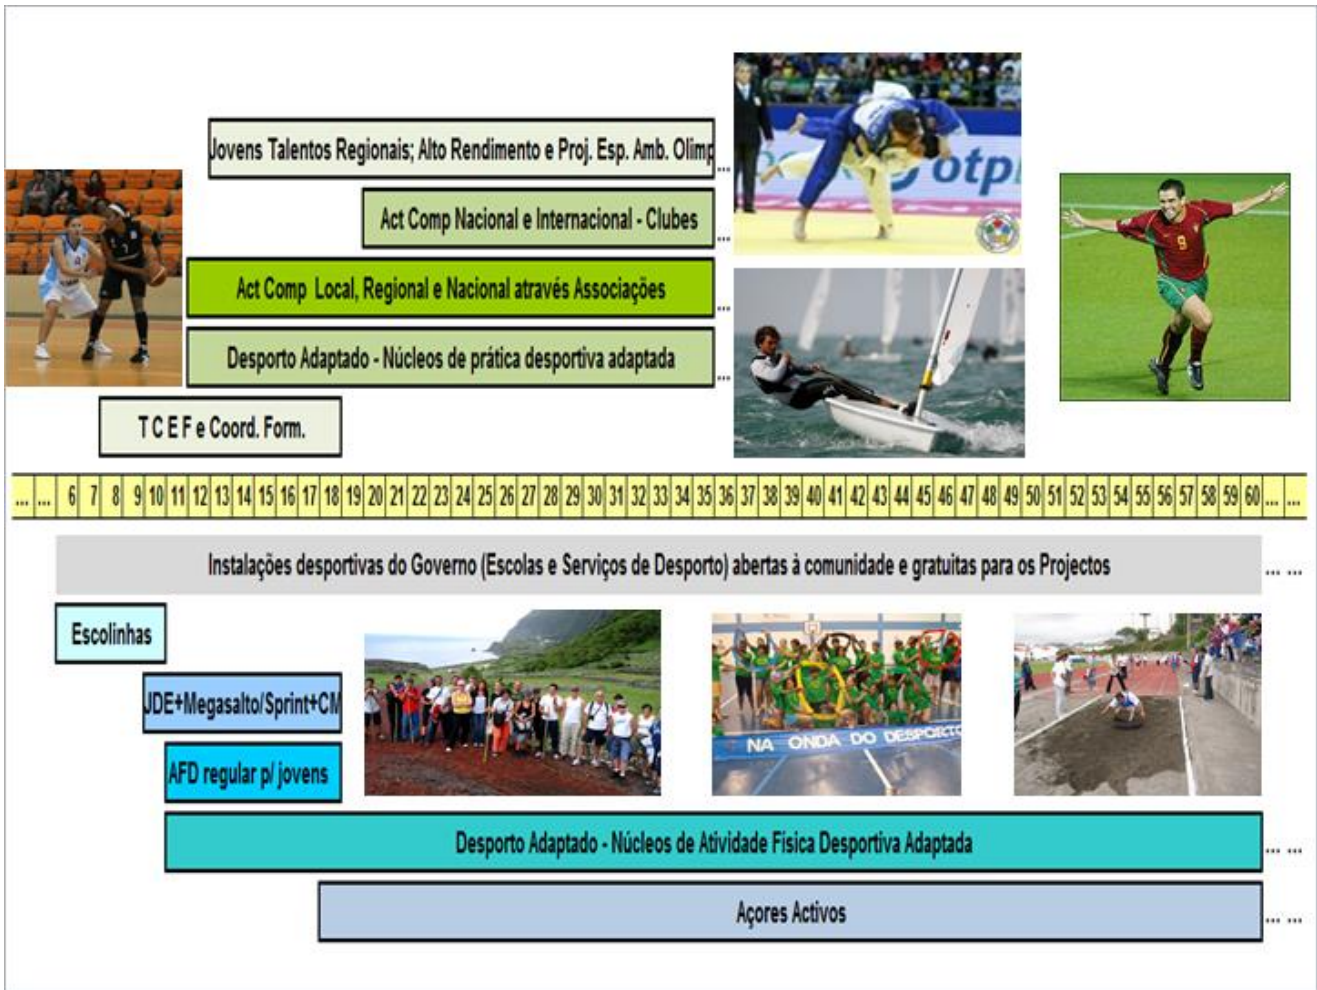 Jovens Talentos Regionais; Alto Rendimento e Proj. Esp. Amb. Olimp
...
otp
Act Comp Nacional e Internacional - Clubes
...
9
Act Comp Local, Regional e Nacional através Associações
...
Desporto Adaptado - Núcleos de prática desportiva adaptada
...
T C E F e Coord. Form.
... ... 6 7 8 9 10 11 12 13 14 15 16 17 18 19 20 21 22 23 24 25 26 27 28 29 30 31 32 33 34 35 36 37 38 39 40 41 42 43 44 45 46 47 48 49 50 51 52 53 54 55 56 57 58 59 60 ... ...
Instalações desportivas do Governo (Escolas e Serviços de Desporto) abertas à comunidade e gratuitas para os Projectos
... ...
Escolinhas
JDE+Megasalto/Sprint+CM
NA ONDA DO DESPORTO
AFD regular p/ jovens
Desporto Adaptado - Núcleos de Atividade Física Desportiva Adaptada
... ...
Açores Activos
... ...